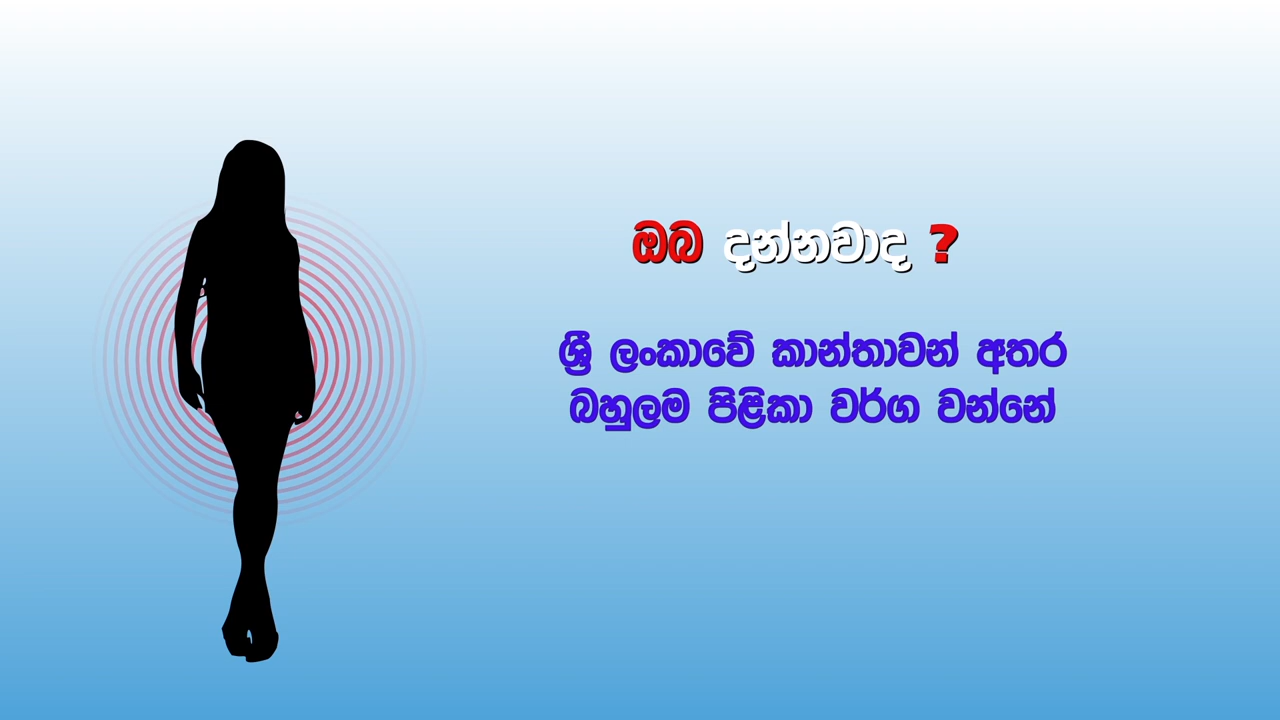 ඔබ දන්නවාද ?
ශ්‍රී ලංකාවේ කාන්තාවන් අතර
බහුලම පිළිකා වර්ග වන්නේ